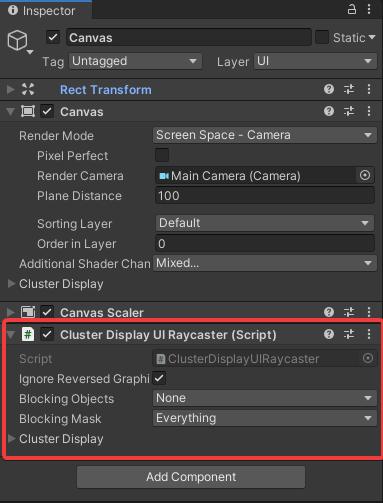 Inspector
Canvas
Static
Tag Untagged Layer UI
Rect Transform
Canvas
Render Mode Screen Space - Camera
Pixel Perfect
Render Camera Main Camera (Camera)
Plane Distance 100
Sorting Layer Default
Order in Layer 0
Additional Shader Chan Mixed...
Cluster Display
Canvas Scaler
Cluster Display UI Raycaster (Script)
Script ClusterDisplayUIRaycaster
Ignore Reversed Graphi
Blocking Objects None
Blocking Mask Everything
Cluster Display
Add Component